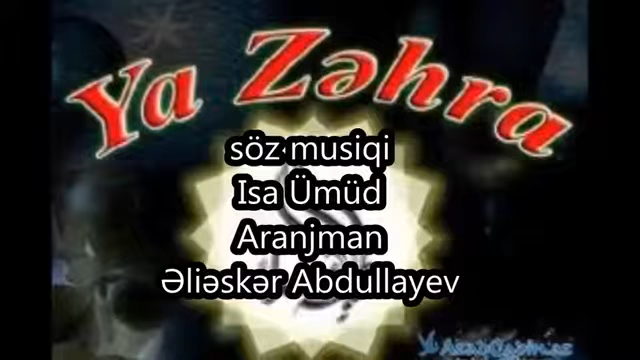 Ya Zəhra
söz musiqi
Isa Ümüd
Aranjman
Əliəskər Abdullayev